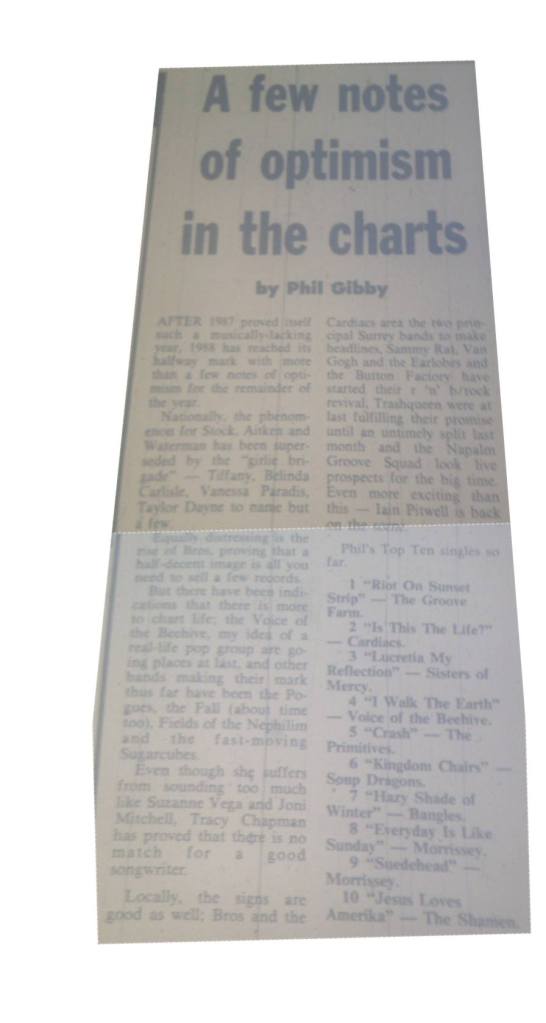 A few notes
of optimism
in the charts
by Phil Gibby
AFTER 1987 proved itself
such a musically-lacking
year, 1988 has reached its
halfway mark with more
than a few notes of opti-
mism for the remainder of
the year.
Nationally, the phenom-
enon for Stock, Aitken and
Waterman has been super-
seded by the "girlie bri-
gade" — Tiffany, Belinda
Carlisle, Vanessa Paradis,
Taylor Dayne to name but
a few.
Equally distressing is the
rise of Bros, proving that a
half-decent image is all you
need to sell a few records.
But there have been indi-
cations that there is more
to chart life; the Voice of
the Beehive, my idea of a
real-life pop group are go-
ing places at last, and other
bands making their mark
thus far have been the Po-
gues, the Fall (about time
too), Fields of the Nephilim
and the fast-moving
Sugarcubes.
Even though she suffers
from sounding too much
like Suzanne Vega and Joni
Mitchell, Tracy Chapman
has proved that there is no
match for a good
songwriter.
Locally, the signs are
good as well; Bros and the
Cardiacs area the two prin-
cipal Surrey bands to make
headlines, Sammy Rat, Van
Gogh and the Earlobes and
the Button Factory have
started their r 'n' b/rock
revival, Trashqueen were at
last fulfilling their promise
until an untimely split last
month and the Napalm
Groove Squad look live
prospects for the big time.
Even more exciting than
this — Iain Pitwell is back
on the
Phil's Top Ten singles so
far.
1 "Riot On Sunset
Strip" — The Groove
Farm.
2 "Is This The Life?"
— Cardiacs.
3 "Lucretia My
Reflection" — Sisters of
Mercy.
4 "I Walk The Earth"
— Voice of the Beehive.
5 "Crash" — The
Primitives.
6 "Kingdom Chairs" —
Soup Dragons.
7 "Hazy Shade of
Winter" — Bangles.
8 "Everyday Is Like
Sunday" — Morrissey.
9 "Suedehead" —
Morrissey.
10 "Jesus Loves
Amerika" — The Shamen.